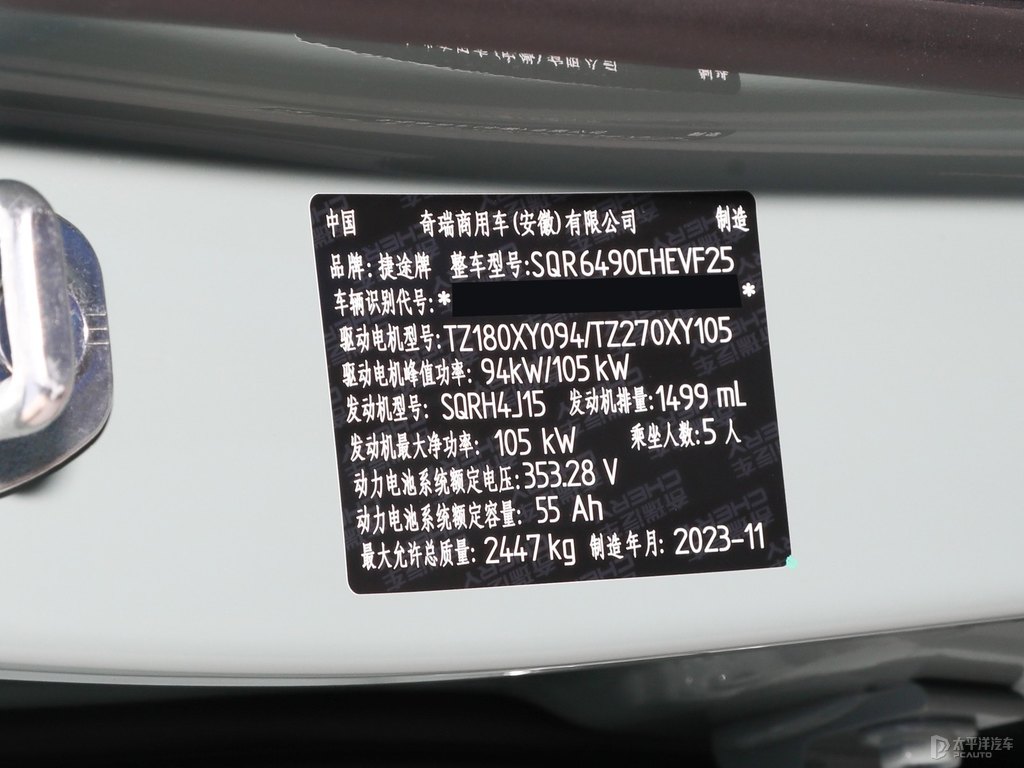 中国 奇瑞商用车(安徽)有限公司 制造
品牌:捷途牌 整车型号:SQR6490CHEVF25
车辆识别代号:* *
驱动电机型号:TZ180XY094/TZ270XY105
驱动电机峰值功率: 94kW/105kW
发动机型号: SQRH4J15 发动机排量:1499 mL
发动机最大净功率: 105 kW 乘坐人数:5人
动力电池系统额定电压:353.28 V
动力电池系统额定容量: 55 Ah
最大允许总质量: 2447kg 制造年月: 2023-11
太平洋汽车
PCAUTO